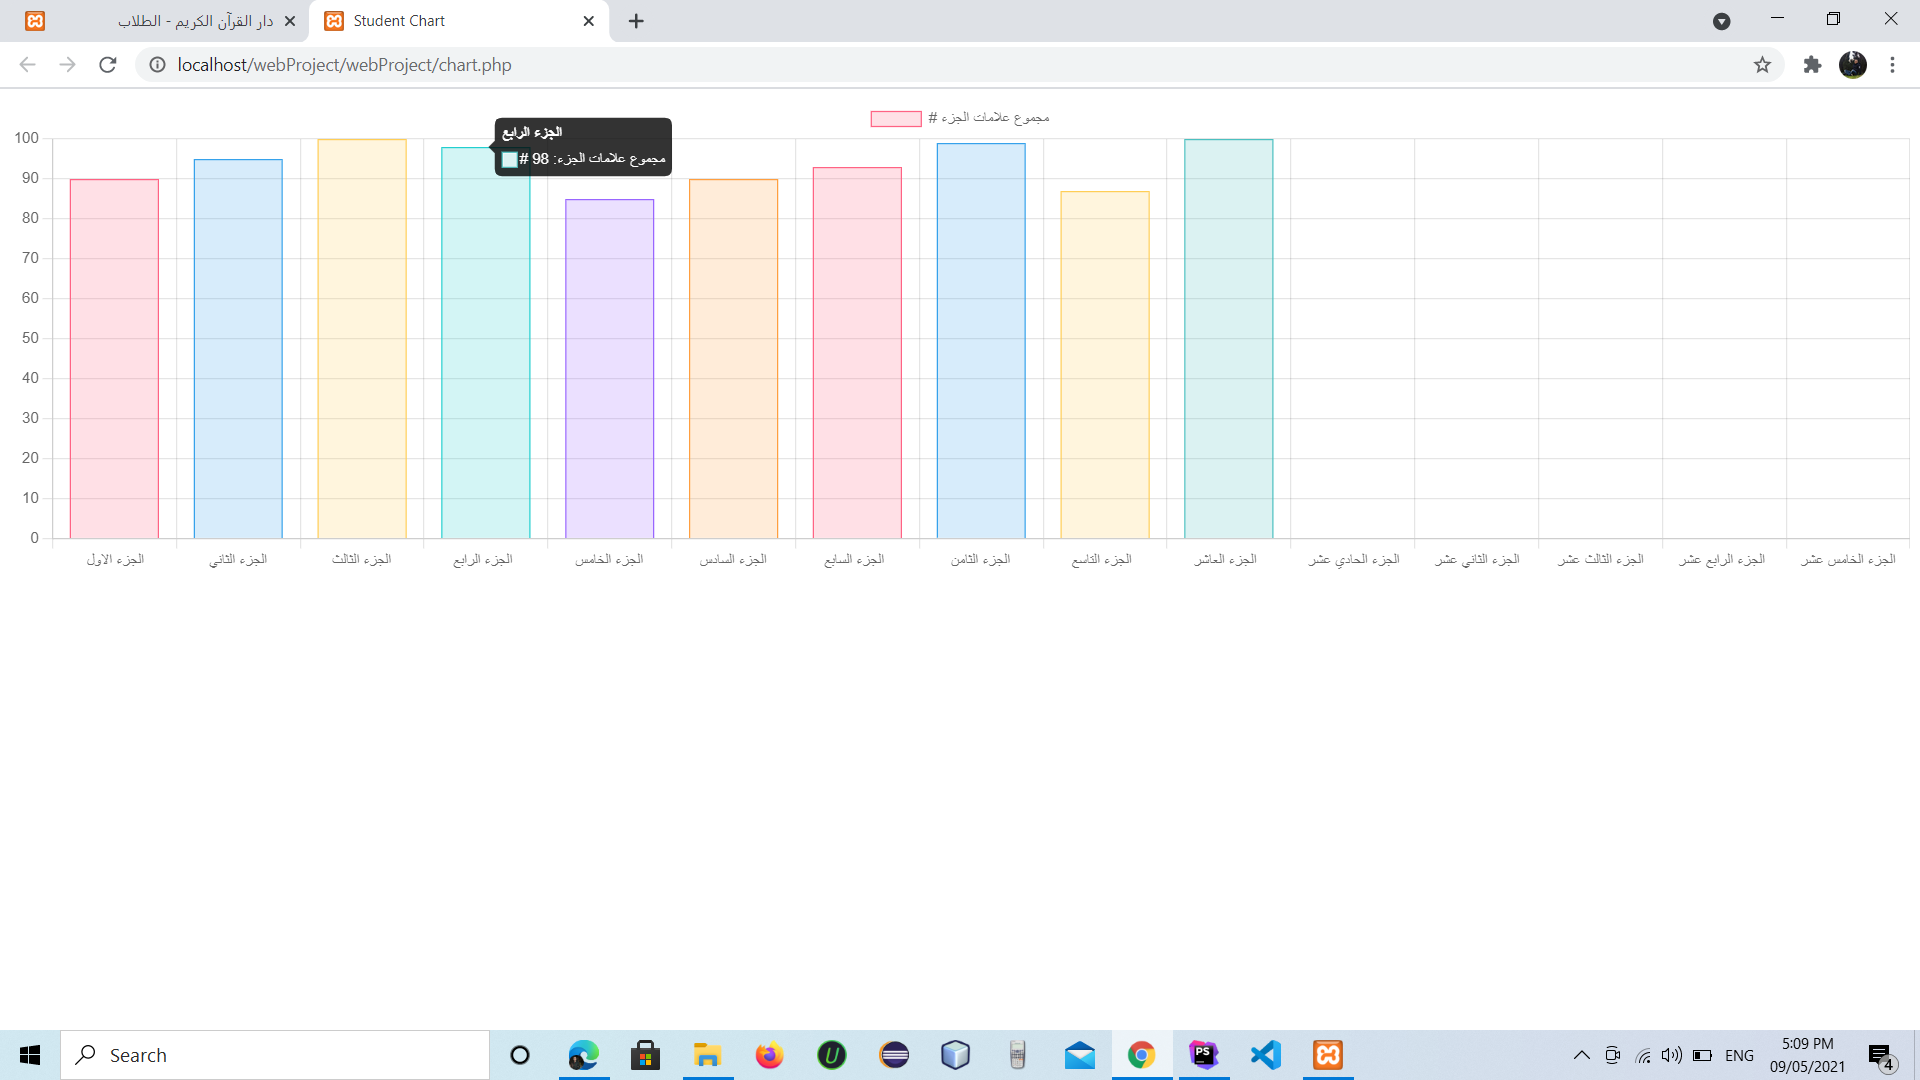 دار القرآن الكريم - الطلاب
Student Chart
localhost/webProject/webProject/chart.php
# مجموع علامات الجزء
الجزء الرابع
# مجموع علامات الجزء: 98
100
90
80
70
60
50
40
30
20
10
0
الجزء الاول
الجزء الثاني
الجزء الثالث
الجزء الرابع
الجزء الخامس
الجزء السادس
الجزء السابع
الجزء الثامن
الجزء التاسع
الجزء العاشر
الجزء الحادي عشر
الجزء الثاني عشر
الجزء الثالث عشر
الجزء الرابع عشر
الجزء الخامس عشر
Search
U
PS
ENG
5:09 PM
09/05/2021
4